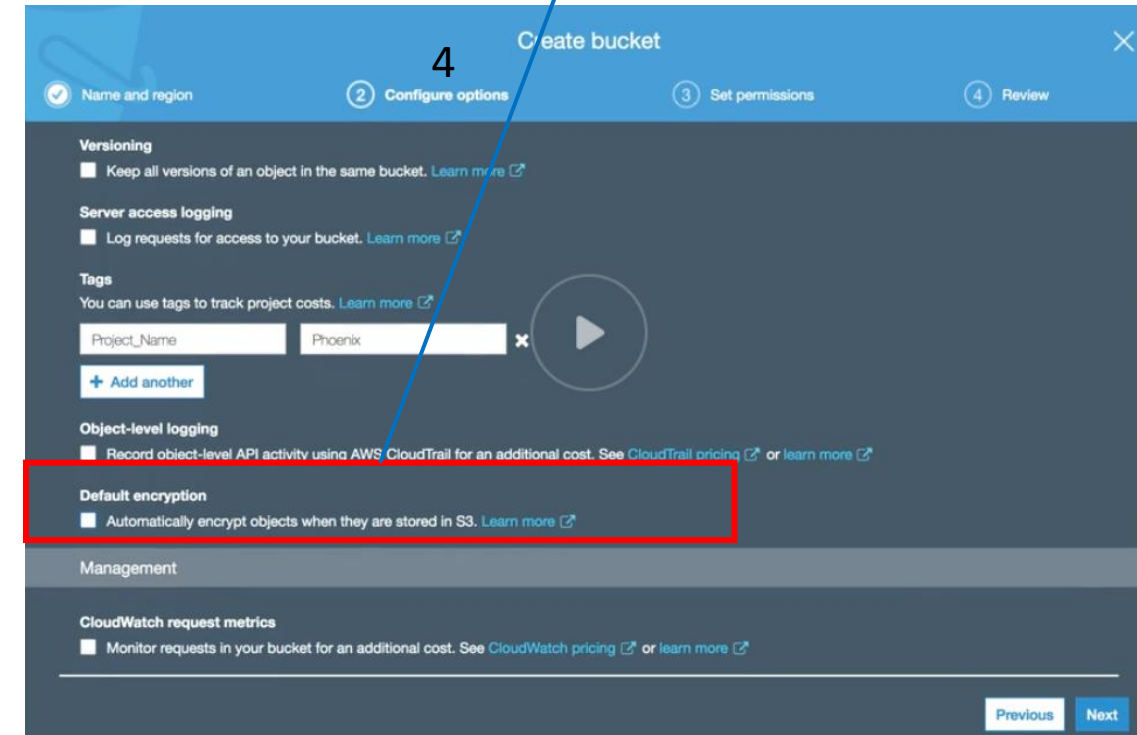 Create bucket
4
Name and region
2 Configure options
3 Set permissions
4 Review
Versioning
Keep all versions of an object in the same bucket. Learn more
Server access logging
Log requests for access to your bucket. Learn more
Tags
You can use tags to track project costs. Learn more
Project_Name Phoenix
+ Add another
Object-level logging
Record object-level API activity using AWS CloudTrail for an additional cost. See CloudTrail pricing or learn more
Default encryption
Automatically encrypt objects when they are stored in S3. Learn more
Management
CloudWatch request metrics
Monitor requests in your bucket for an additional cost. See CloudWatch pricing or learn more
Previous Next